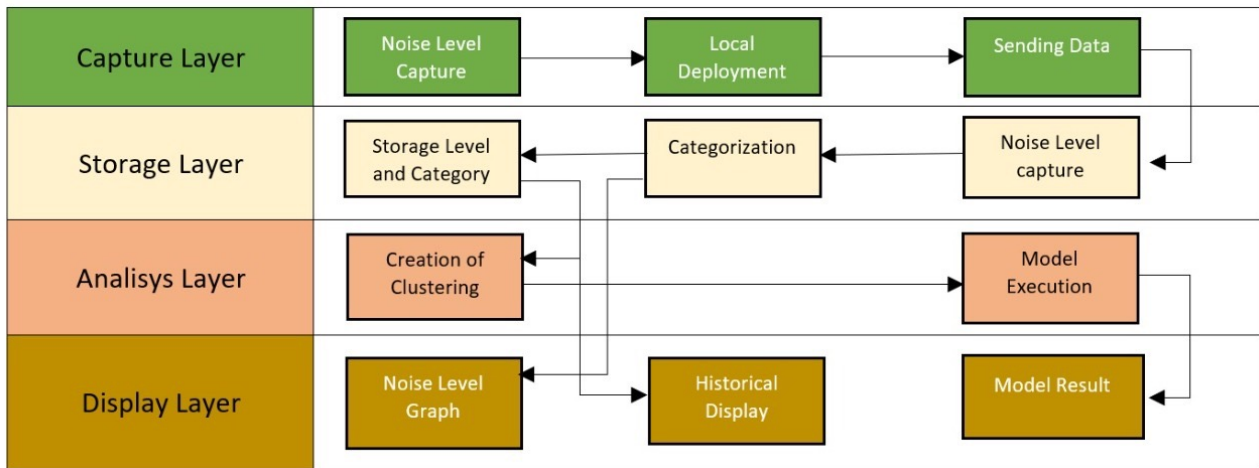 Capture Layer
Noise Level
Capture
Local
Deployment
Sending Data
Storage Layer
Storage Level
and Category
Categorization
Noise Level
capture
Analisys Layer
Creation of
Clustering
Model
Execution
Display Layer
Noise Level
Graph
Historical
Display
Model Result